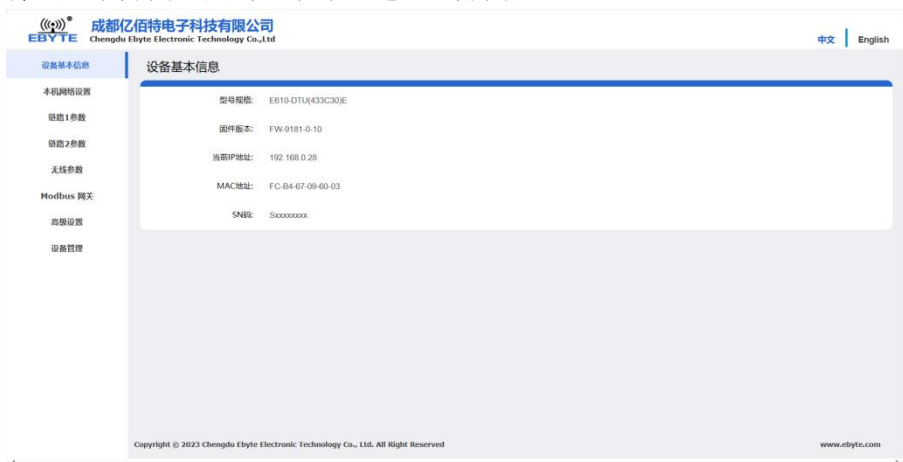 EBYTE
成都亿佰特电子科技有限公司
Chengdu Ebyte Electronic Technology Co.,Ltd
中文
English
设备基本信息
本机网络设置
链路1参数
链路2参数
无线参数
Modbus 网关
高级设置
设备管理
设备基本信息
型号规格: E610-DTU(433C30)E
固件版本: FW-9181-0-10
当前IP地址: 192.168.0.28
MAC地址: FC-B4-67-09-60-03
SN码: Sxxxxxxxx
Copyright © 2023 Chengdu Ebyte Electronic Technology Co., Ltd. All Right Reserved
www.ebyte.com